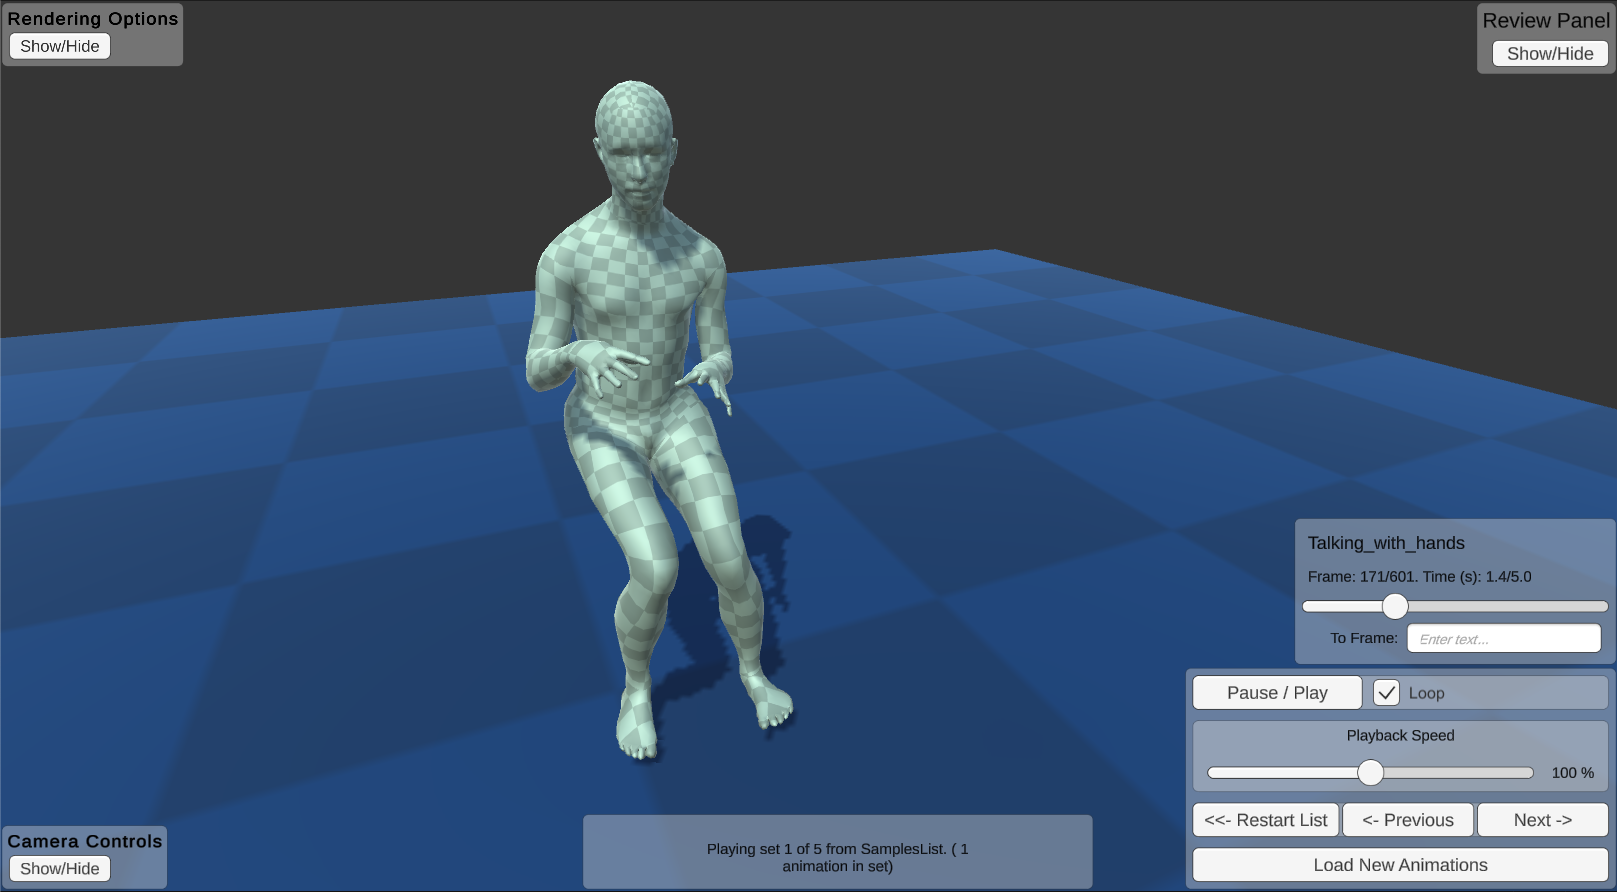 Rendering Options
Show/Hide
Review Panel
Show/Hide
Talking_with_hands
Frame: 171/601. Time (s): 1.4/5.0
To Frame: Enter text...
Pause / Play
Loop
Playback Speed
100 %
<<- Restart List
<- Previous
Next ->
Load New Animations
Playing set 1 of 5 from SamplesList. ( 1
animation in set)
Camera Controls
Show/Hide